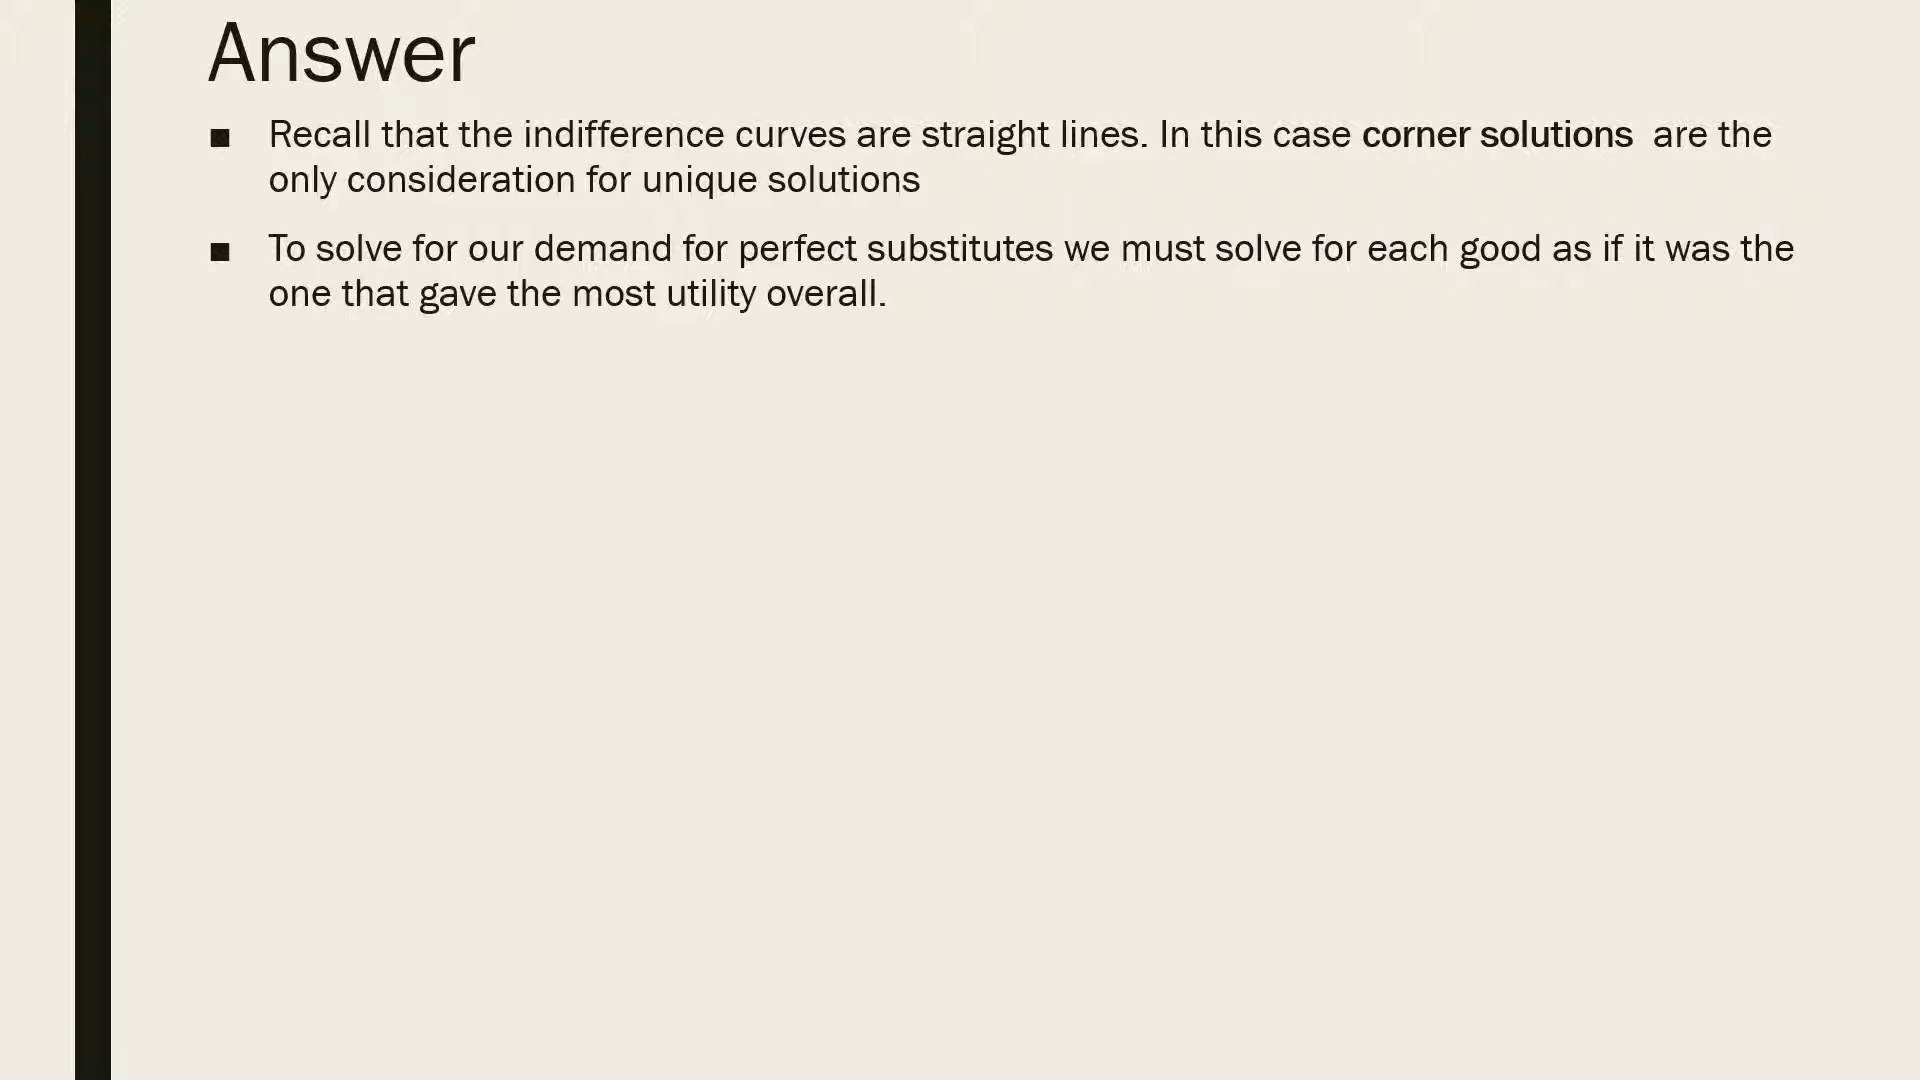 Answer
■ Recall that the indifference curves are straight lines. In this case corner solutions are the
only consideration for unique solutions
■ To solve for our demand for perfect substitutes we must solve for each good as if it was the
one that gave the most utility overall.